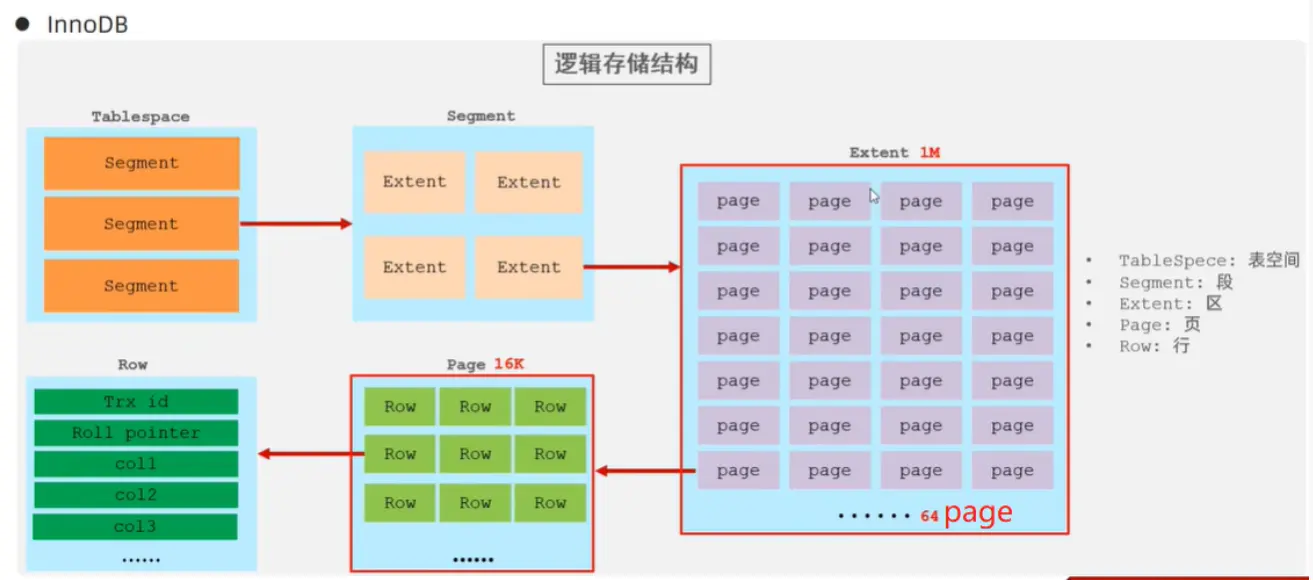 ● InnoDB
逻辑存储结构
Tablespace
Segment
Segment
Segment
Segment
Extent Extent
Extent Extent
Extent 1M
page page page page
page page page page
page page page page
page page page page
page page page page
page page page page
page page page page
······ 64 page
• TableSpece: 表空间
• Segment: 段
• Extent: 区
• Page: 页
• Row: 行
Row
Trx id
Roll pointer
col1
col2
col3
······
Page 16K
Row Row Row
Row Row Row
Row Row Row
······